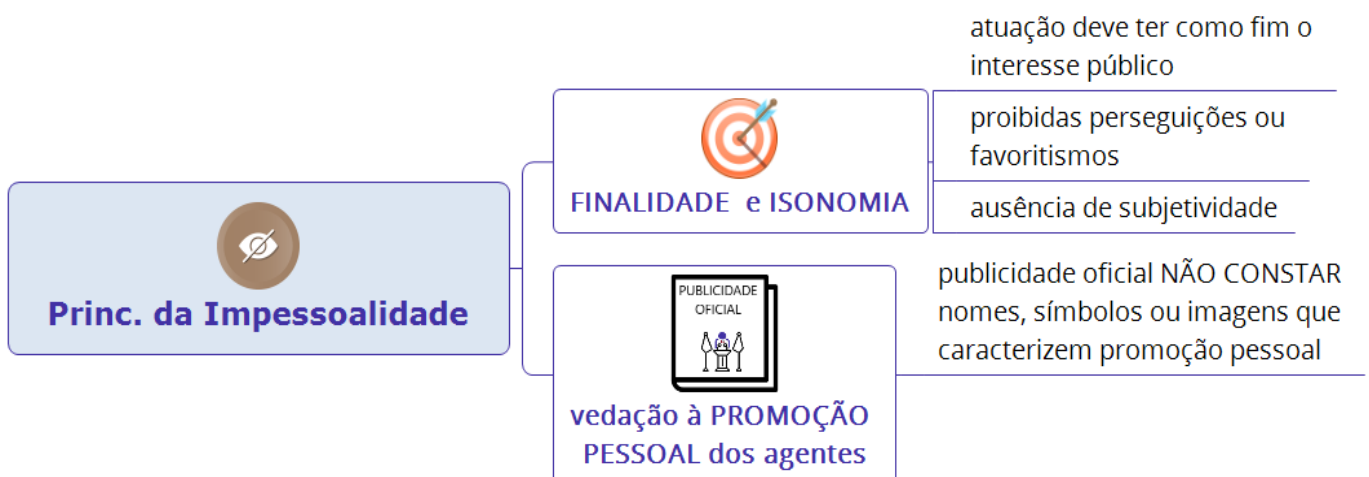 Princ. da Impessoalidade
FINALIDADE e ISONOMIA
atuação deve ter como fim o
interesse público
proibidas perseguições ou
favoritismos
ausência de subjetividade
PUBLICIDADE
OFICIAL
vedação à PROMOÇÃO
PESSOAL dos agentes
publicidade oficial NÃO CONSTAR
nomes, símbolos ou imagens que
caracterizem promoção pessoal